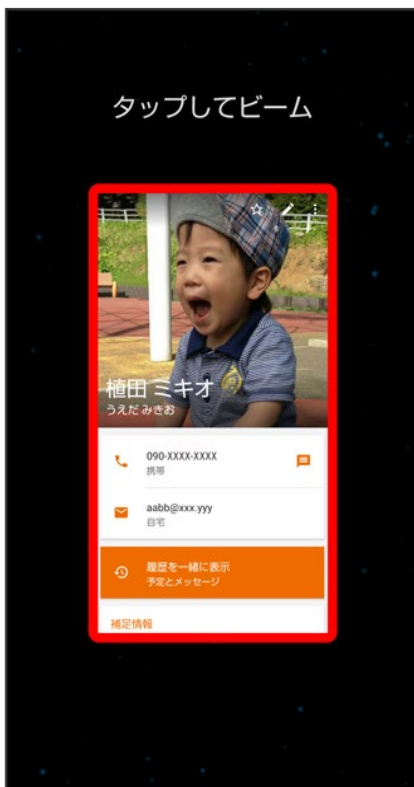 タップしてビーム
植田 ミキオ
うえだ みきお
090-XXXX-XXXX
携帯
aabb@xxx.yyy
自宅
履歴を一緒に表示
予定とメッセージ
補足情報